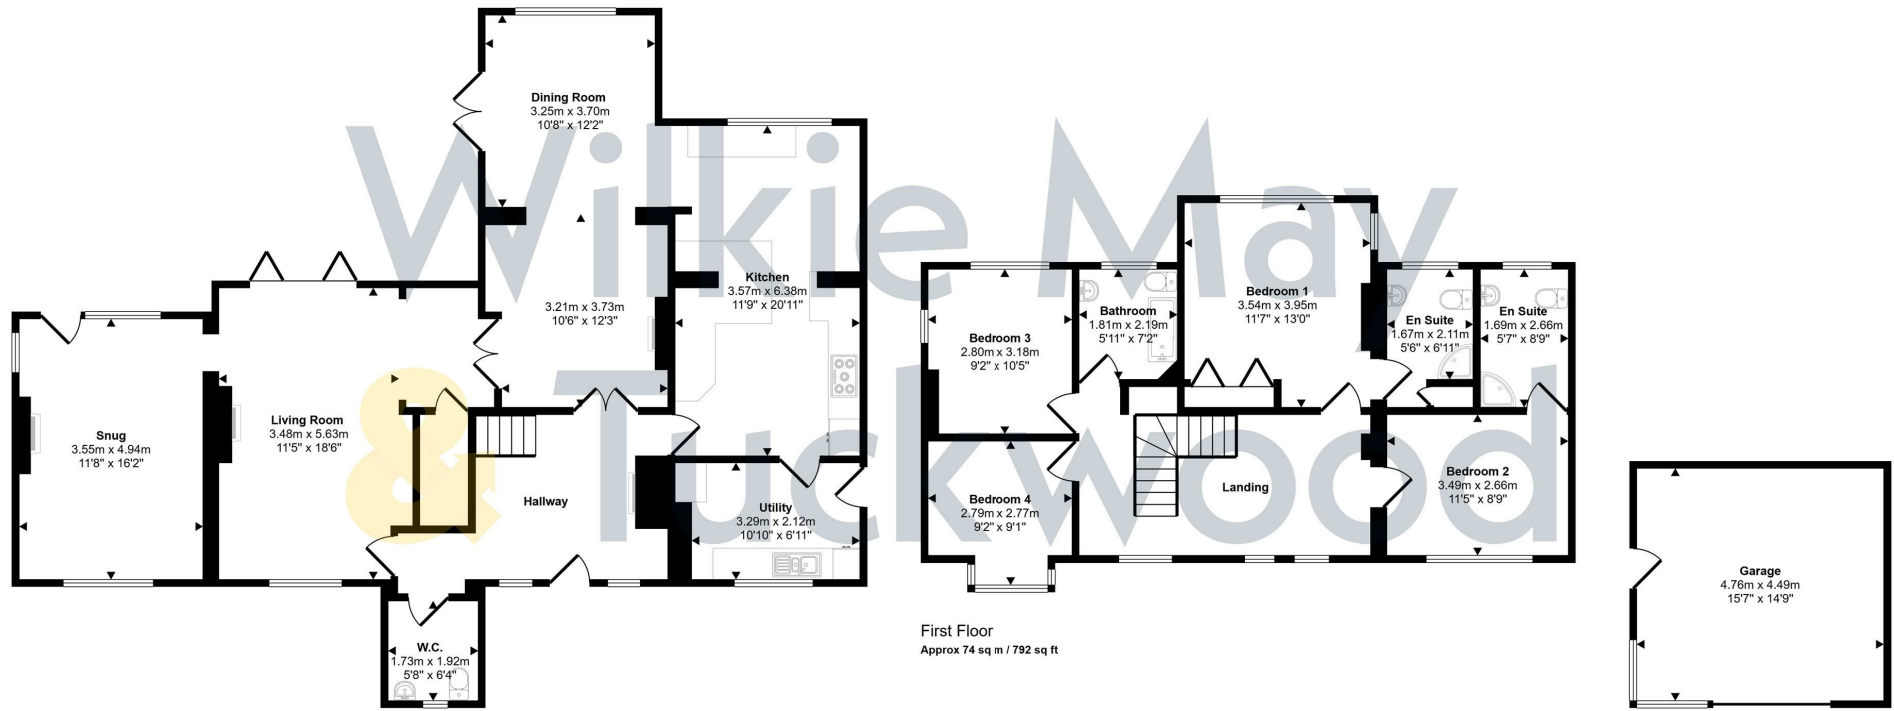 Dining Room
3.25m x 3.70m
10'8" x 12'2"
3.21m x 3.73m
10'6" x 12'3"
Kitchen
3.57m x 6.38m
11'9" x 20'11"
Snug
3.55m x 4.94m
11'8" x 16'2"
Living Room
3.48m x 5.63m
11'5" x 18'6"
Hallway
Utility
3.29m x 2.12m
10'10" x 6'11"
W.C.
1.73m x 1.92m
5'8" x 6'4"
Bedroom 3
2.80m x 3.18m
9'2" x 10'5"
Bathroom
1.81m x 2.19m
5'11" x 7'2"
Bedroom 1
3.54m x 3.95m
11'7" x 13'0"
En Suite
1.67m x 2.11m
5'6" x 6'11"
En Suite
1.69m x 2.66m
5'7" x 8'9"
Bedroom 4
2.79m x 2.77m
9'2" x 9'1"
Landing
Bedroom 2
3.49m x 2.66m
11'5" x 8'9"
First Floor
Approx 74 sq m / 792 sq ft
Garage
4.76m x 4.49m
15'7" x 14'9"
Wilkie May
& Tuckwood